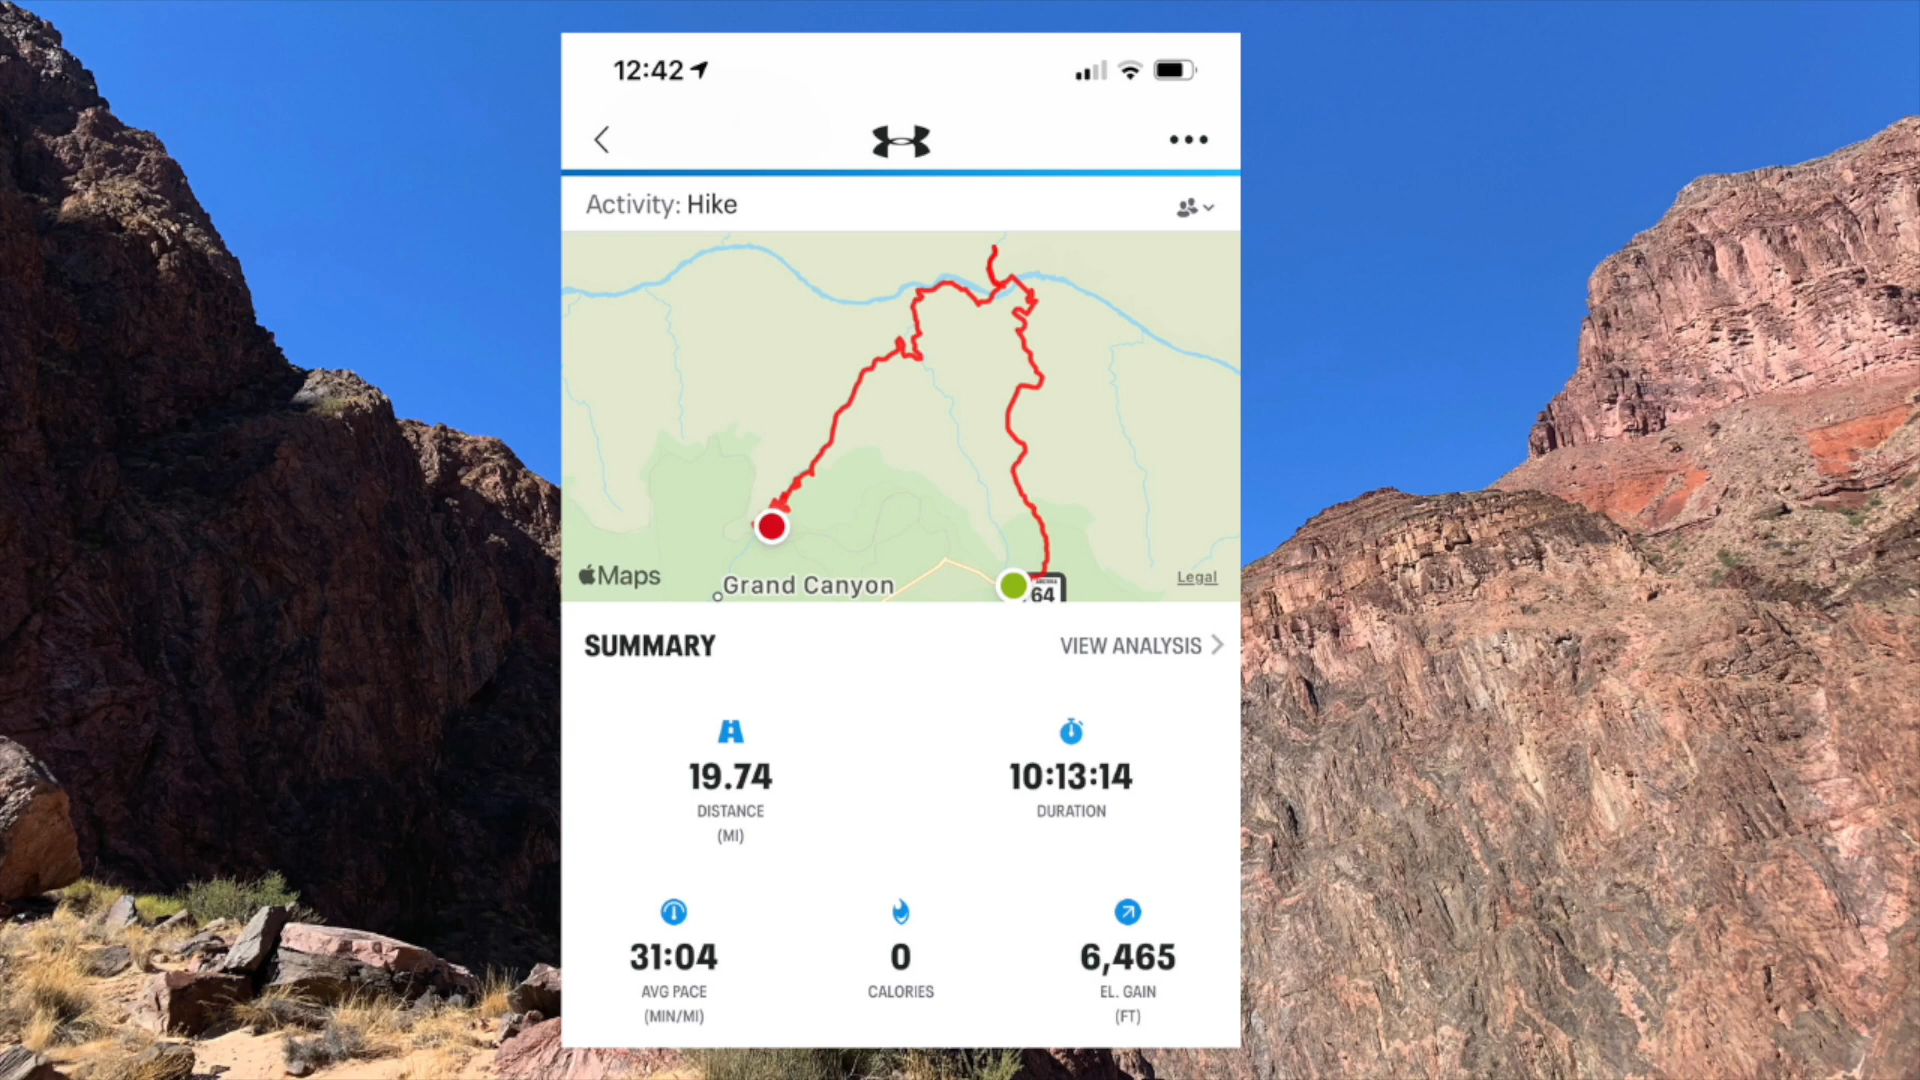 12:42
Activity: Hike
Maps
Grand Canyon
64
Legal
SUMMARY
VIEW ANALYSIS
19.74
DISTANCE
(MI)
10:13:14
DURATION
31:04
AVG PACE
(MIN/MI)
0
CALORIES
6,465
EL. GAIN
(FT)